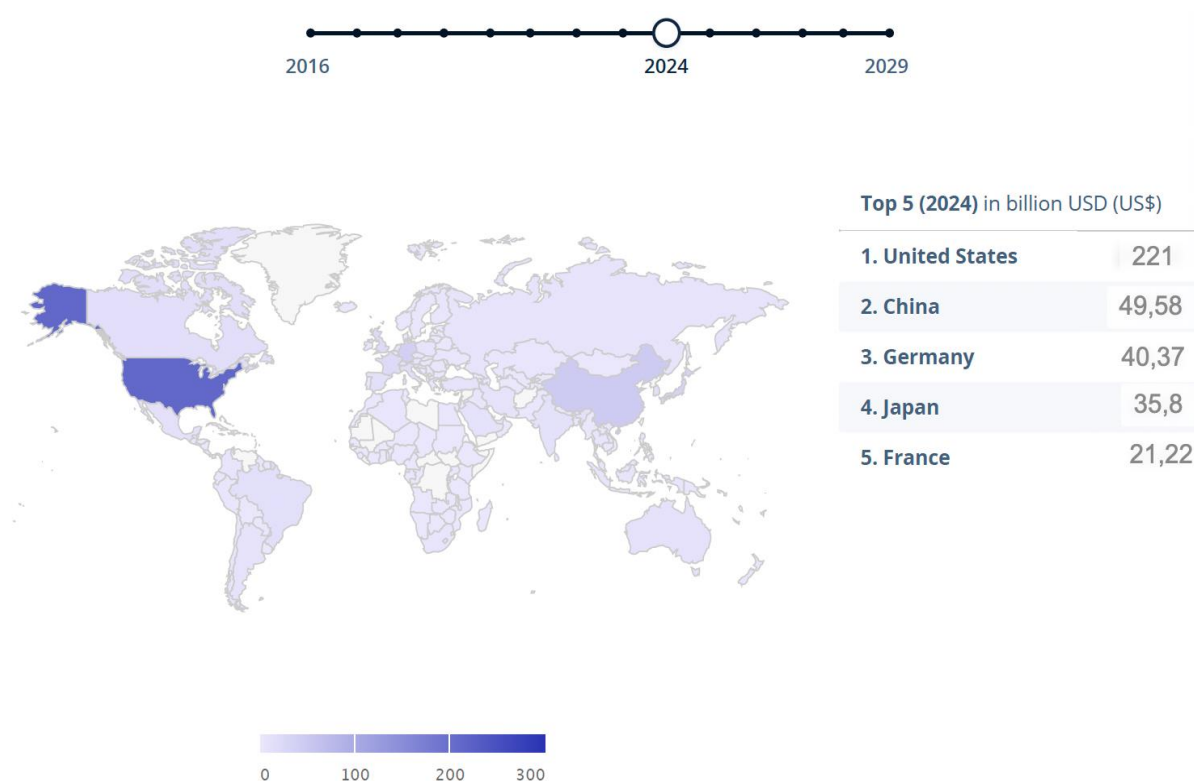 2016 2024 2029
Top 5 (2024) in billion USD (US$)
1. United States 221
2. China 49,58
3. Germany 40,37
4. Japan 35,8
5. France 21,22
0 100 200 300